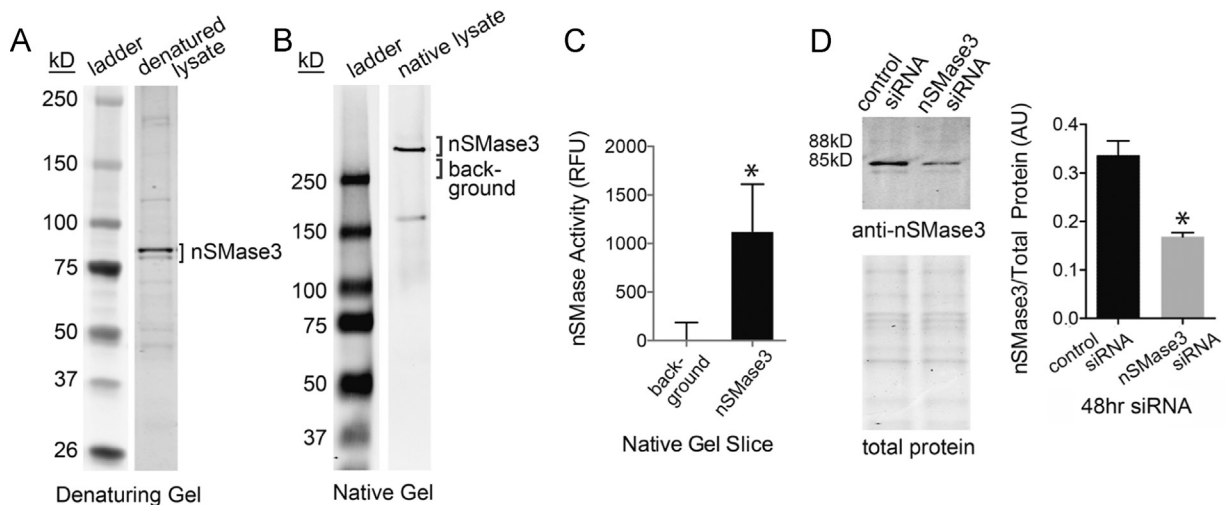 A
kD
ladder
denatured
lysate
250
150
100
75
50
37
26
nSMase3
Denaturing Gel
B
kD
ladder
native lysate
250
150
100
75
50
37
nSMase3
back-
ground
Native Gel
C
nSMase Activity (RFU)
2000
1500
1000
500
0
*
back-
ground
nSMase3
Native Gel Slice
D
control
siRNA
nSMase3
siRNA
88kD
85kD
anti-nSMase3
total protein
nSMase3/Total Protein (AU)
0.4
0.3
0.2
0.1
0.0
*
control
siRNA
nSMase3
siRNA
48hr siRNA